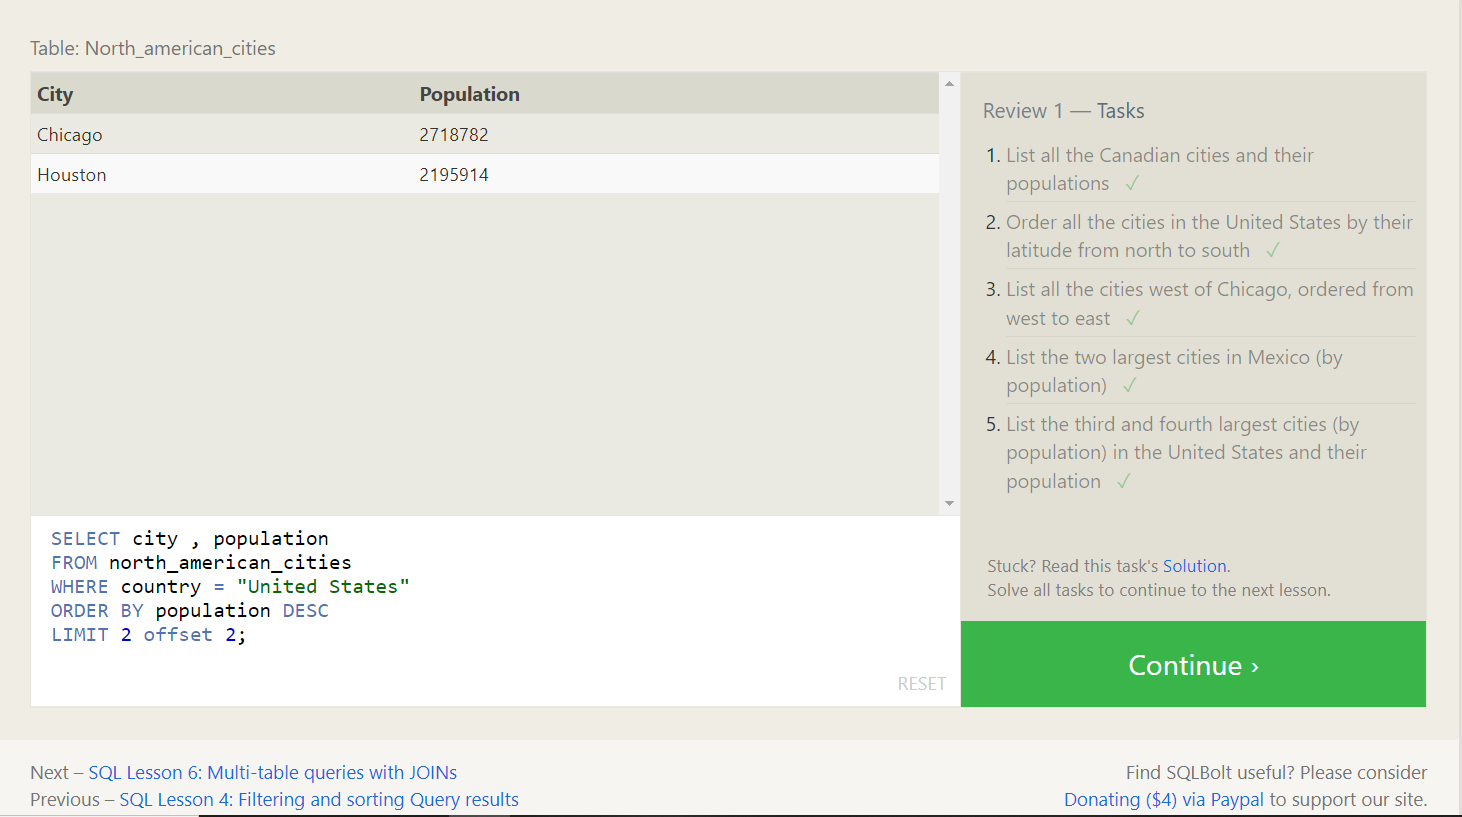 Table: North_american_cities
City Population
Chicago 2718782
Houston 2195914
SELECT city , population
FROM north_american_cities
WHERE country = "United States"
ORDER BY population DESC
LIMIT 2 offset 2;
RESET
Review 1 — Tasks
1. List all the Canadian cities and their
populations ✓
2. Order all the cities in the United States by their
latitude from north to south ✓
3. List all the cities west of Chicago, ordered from
west to east ✓
4. List the two largest cities in Mexico (by
population) ✓
5. List the third and fourth largest cities (by
population) in the United States and their
population ✓
Stuck? Read this task's Solution.
Solve all tasks to continue to the next lesson.
Continue ›
Next – SQL Lesson 6: Multi-table queries with JOINs
Previous – SQL Lesson 4: Filtering and sorting Query results
Find SQLBolt useful? Please consider
Donating ($4) via Paypal to support our site.